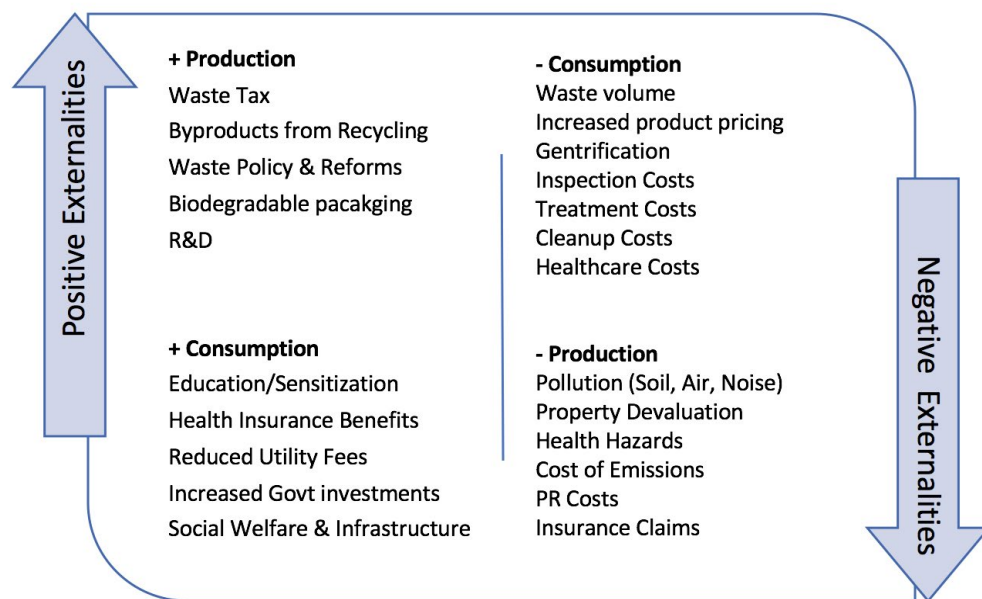 Positive Externalities
+ Production
Waste Tax
Byproducts from Recycling
Waste Policy & Reforms
Biodegradable pacakging
R&D
+ Consumption
Education/Sensitization
Health Insurance Benefits
Reduced Utility Fees
Increased Govt investments
Social Welfare & Infrastructure
- Consumption
Waste volume
Increased product pricing
Gentrification
Inspection Costs
Treatment Costs
Cleanup Costs
Healthcare Costs
- Production
Pollution (Soil, Air, Noise)
Property Devaluation
Health Hazards
Cost of Emissions
PR Costs
Insurance Claims
Negative Externalities